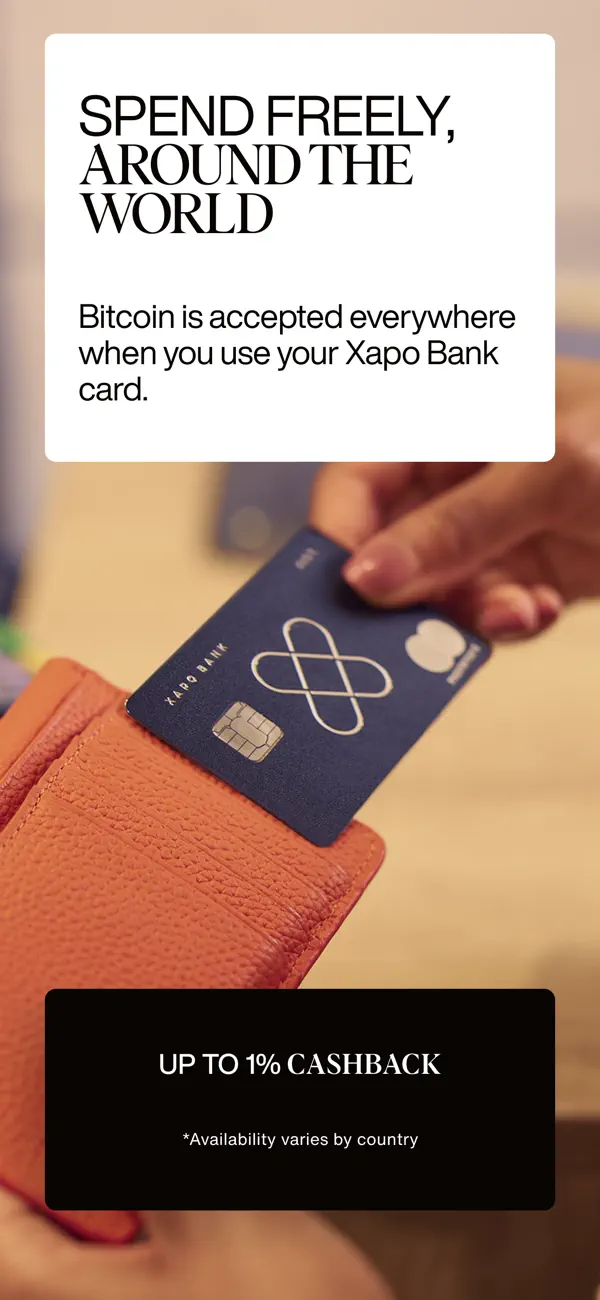 SPEND FREELY,
AROUND THE
WORLD
Bitcoin is accepted everywhere
when you use your Xapo Bank
card.
XAPO BANK
UP TO 1% CASHBACK
*Availability varies by country